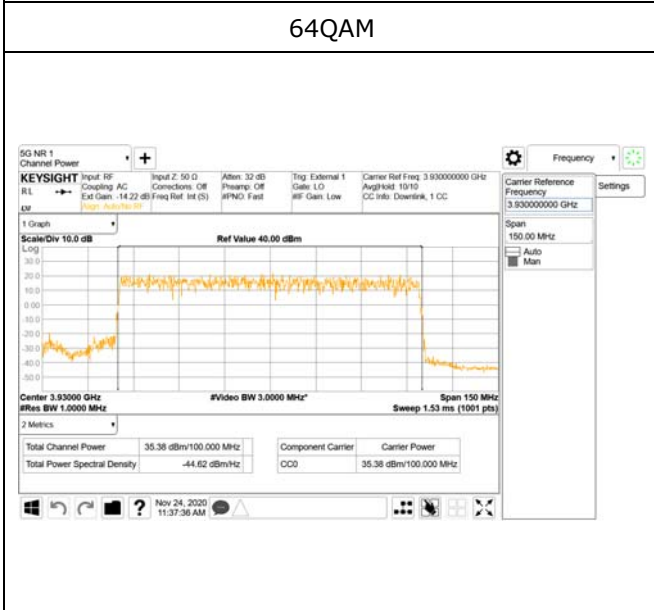 64QAM
5G NR 1
Channel Power
+
Frequency
KEYSIGHT
Input: RF
Input Z: 50 Ω
Atten: 32 dB
Trig: External 1
Carrier Ref Freq: 3.930000000 GHz
RL
Coupling: AC
Corrections: Off
Preamp: Off
Gate: LO
Avg|Hold: 10/10
Ext Gain: -14.22 dB
Freq Ref: Int (S)
#PNO: Fast
#IF Gain: Low
CC Info: Downlink, 1 CC
Align: Auto/No RF
Carrier Reference
Frequency
3.930000000 GHz
Settings
Span
150.00 MHz
Auto
Man
1 Graph
Scale/Div 10.0 dB
Ref Value 40.00 dBm
Log
30.0
20.0
10.0
0.00
-10.0
-20.0
-30.0
-40.0
-50.0
Center 3.93000 GHz
#Video BW 3.0000 MHz*
Span 150 MHz
#Res BW 1.0000 MHz
Sweep 1.53 ms (1001 pts)
2 Metrics
Total Channel Power
35.38 dBm/100.000 MHz
Component Carrier
Carrier Power
Total Power Spectral Density
-44.62 dBm/Hz
CC0
35.38 dBm/100.000 MHz
?
Nov 24, 2020
11:37:36 AM